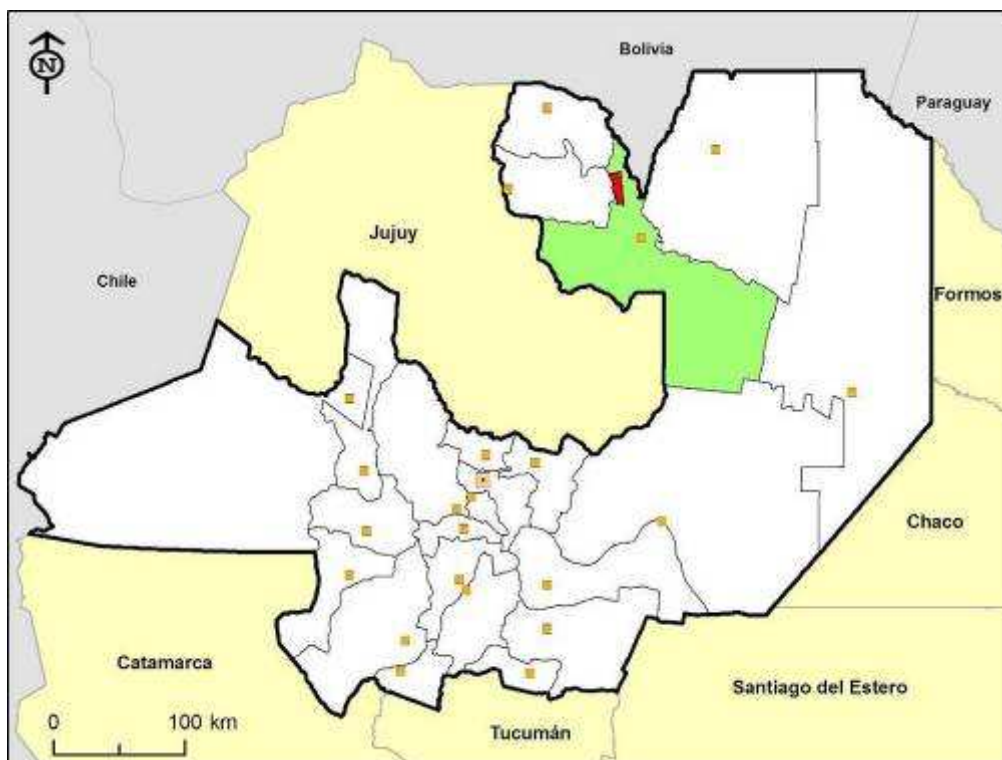 N
Bolivia
Paraguay
Jujuy
Chile
Formos
Chaco
Catamarca
Santiago del Estero
0 100 km
Tucumán